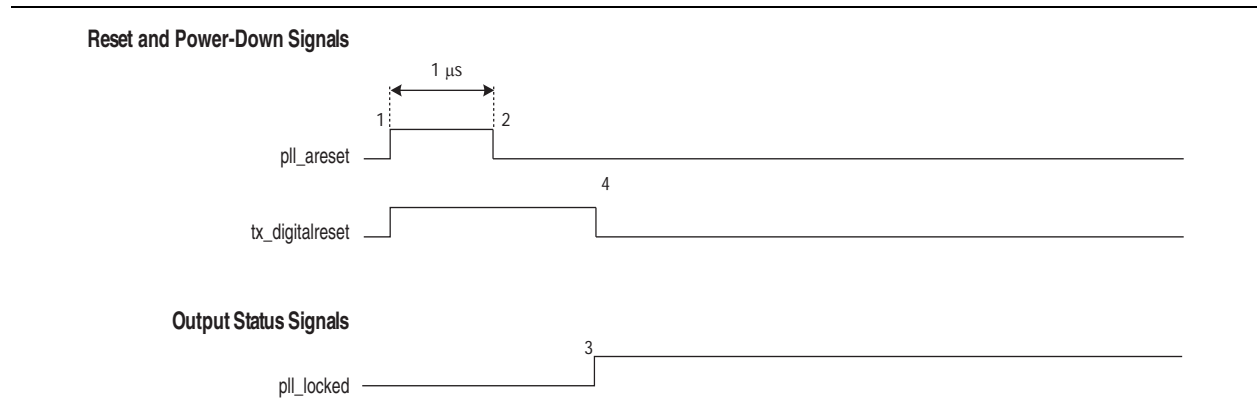 Reset and Power-Down Signals
1 μs
1
2
pll_areset
4
tx_digitalreset
Output Status Signals
3
pll_locked